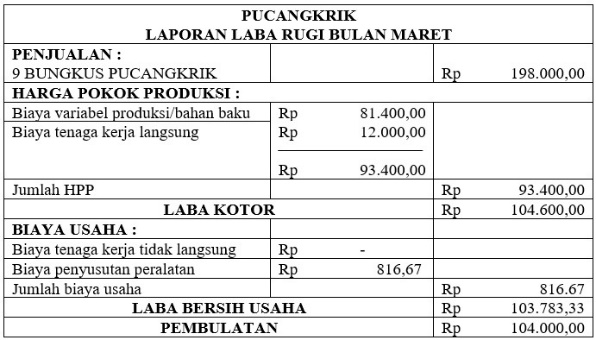 PUCANGKRIK
LAPORAN LABA RUGI BULAN MARET
PENJUALAN :
9 BUNGKUS PUCANGKRIK Rp 198.000,00
HARGA POKOK PRODUKSI :
Biaya variabel produksi/bahan baku Rp 81.400,00
Biaya tenaga kerja langsung Rp 12.000,00
Rp 93.400,00
Jumlah HPP Rp 93.400,00
LABA KOTOR Rp 104.600,00
BIAYA USAHA :
Biaya tenaga kerja tidak langsung Rp -
Biaya penyusutan peralatan Rp 816,67
Jumlah biaya usaha Rp 816.67
LABA BERSIH USAHA Rp 103.783,33
PEMBULATAN Rp 104.000,00